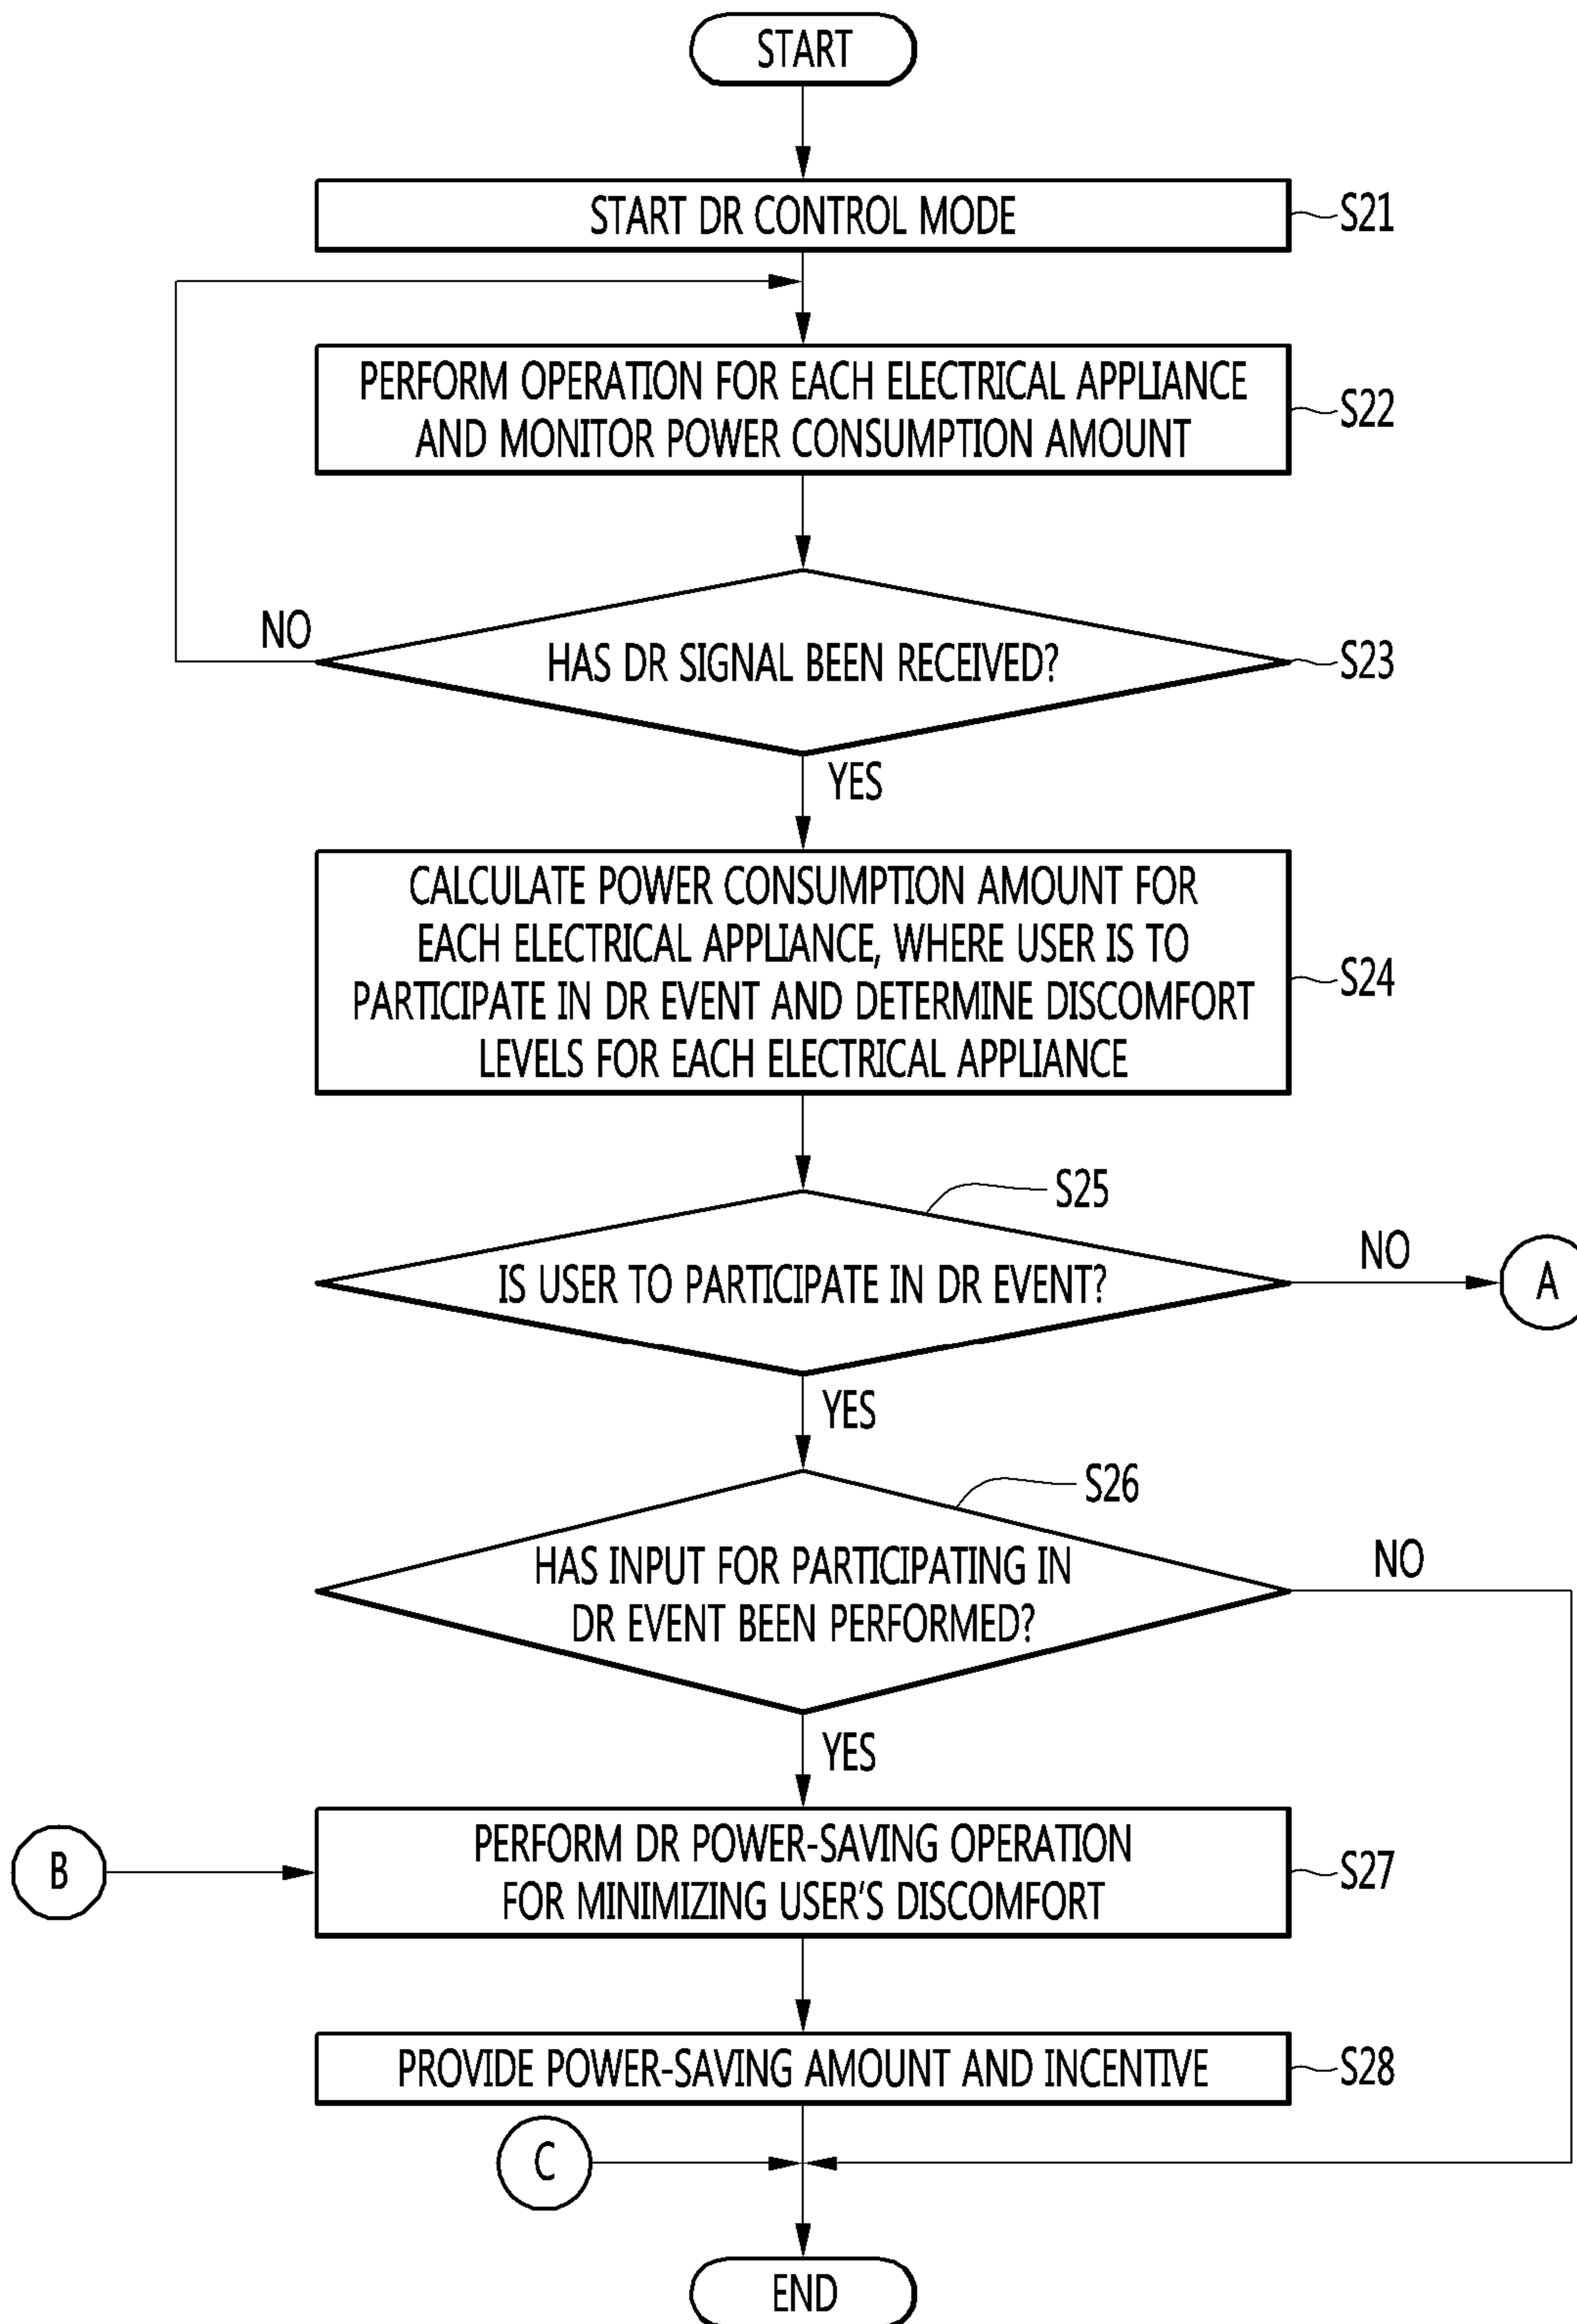 START
START DR CONTROL MODE
S21
PERFORM OPERATION FOR EACH ELECTRICAL APPLIANCE
AND MONITOR POWER CONSUMPTION AMOUNT
S22
NO
HAS DR SIGNAL BEEN RECEIVED?
S23
YES
CALCULATE POWER CONSUMPTION AMOUNT FOR
EACH ELECTRICAL APPLIANCE, WHERE USER IS TO
PARTICIPATE IN DR EVENT AND DETERMINE DISCOMFORT
LEVELS FOR EACH ELECTRICAL APPLIANCE
S24
S25
IS USER TO PARTICIPATE IN DR EVENT?
NO
A
YES
S26
HAS INPUT FOR PARTICIPATING IN
DR EVENT BEEN PERFORMED?
NO
YES
B
PERFORM DR POWER-SAVING OPERATION
FOR MINIMIZING USER'S DISCOMFORT
S27
PROVIDE POWER-SAVING AMOUNT AND INCENTIVE
S28
C
END